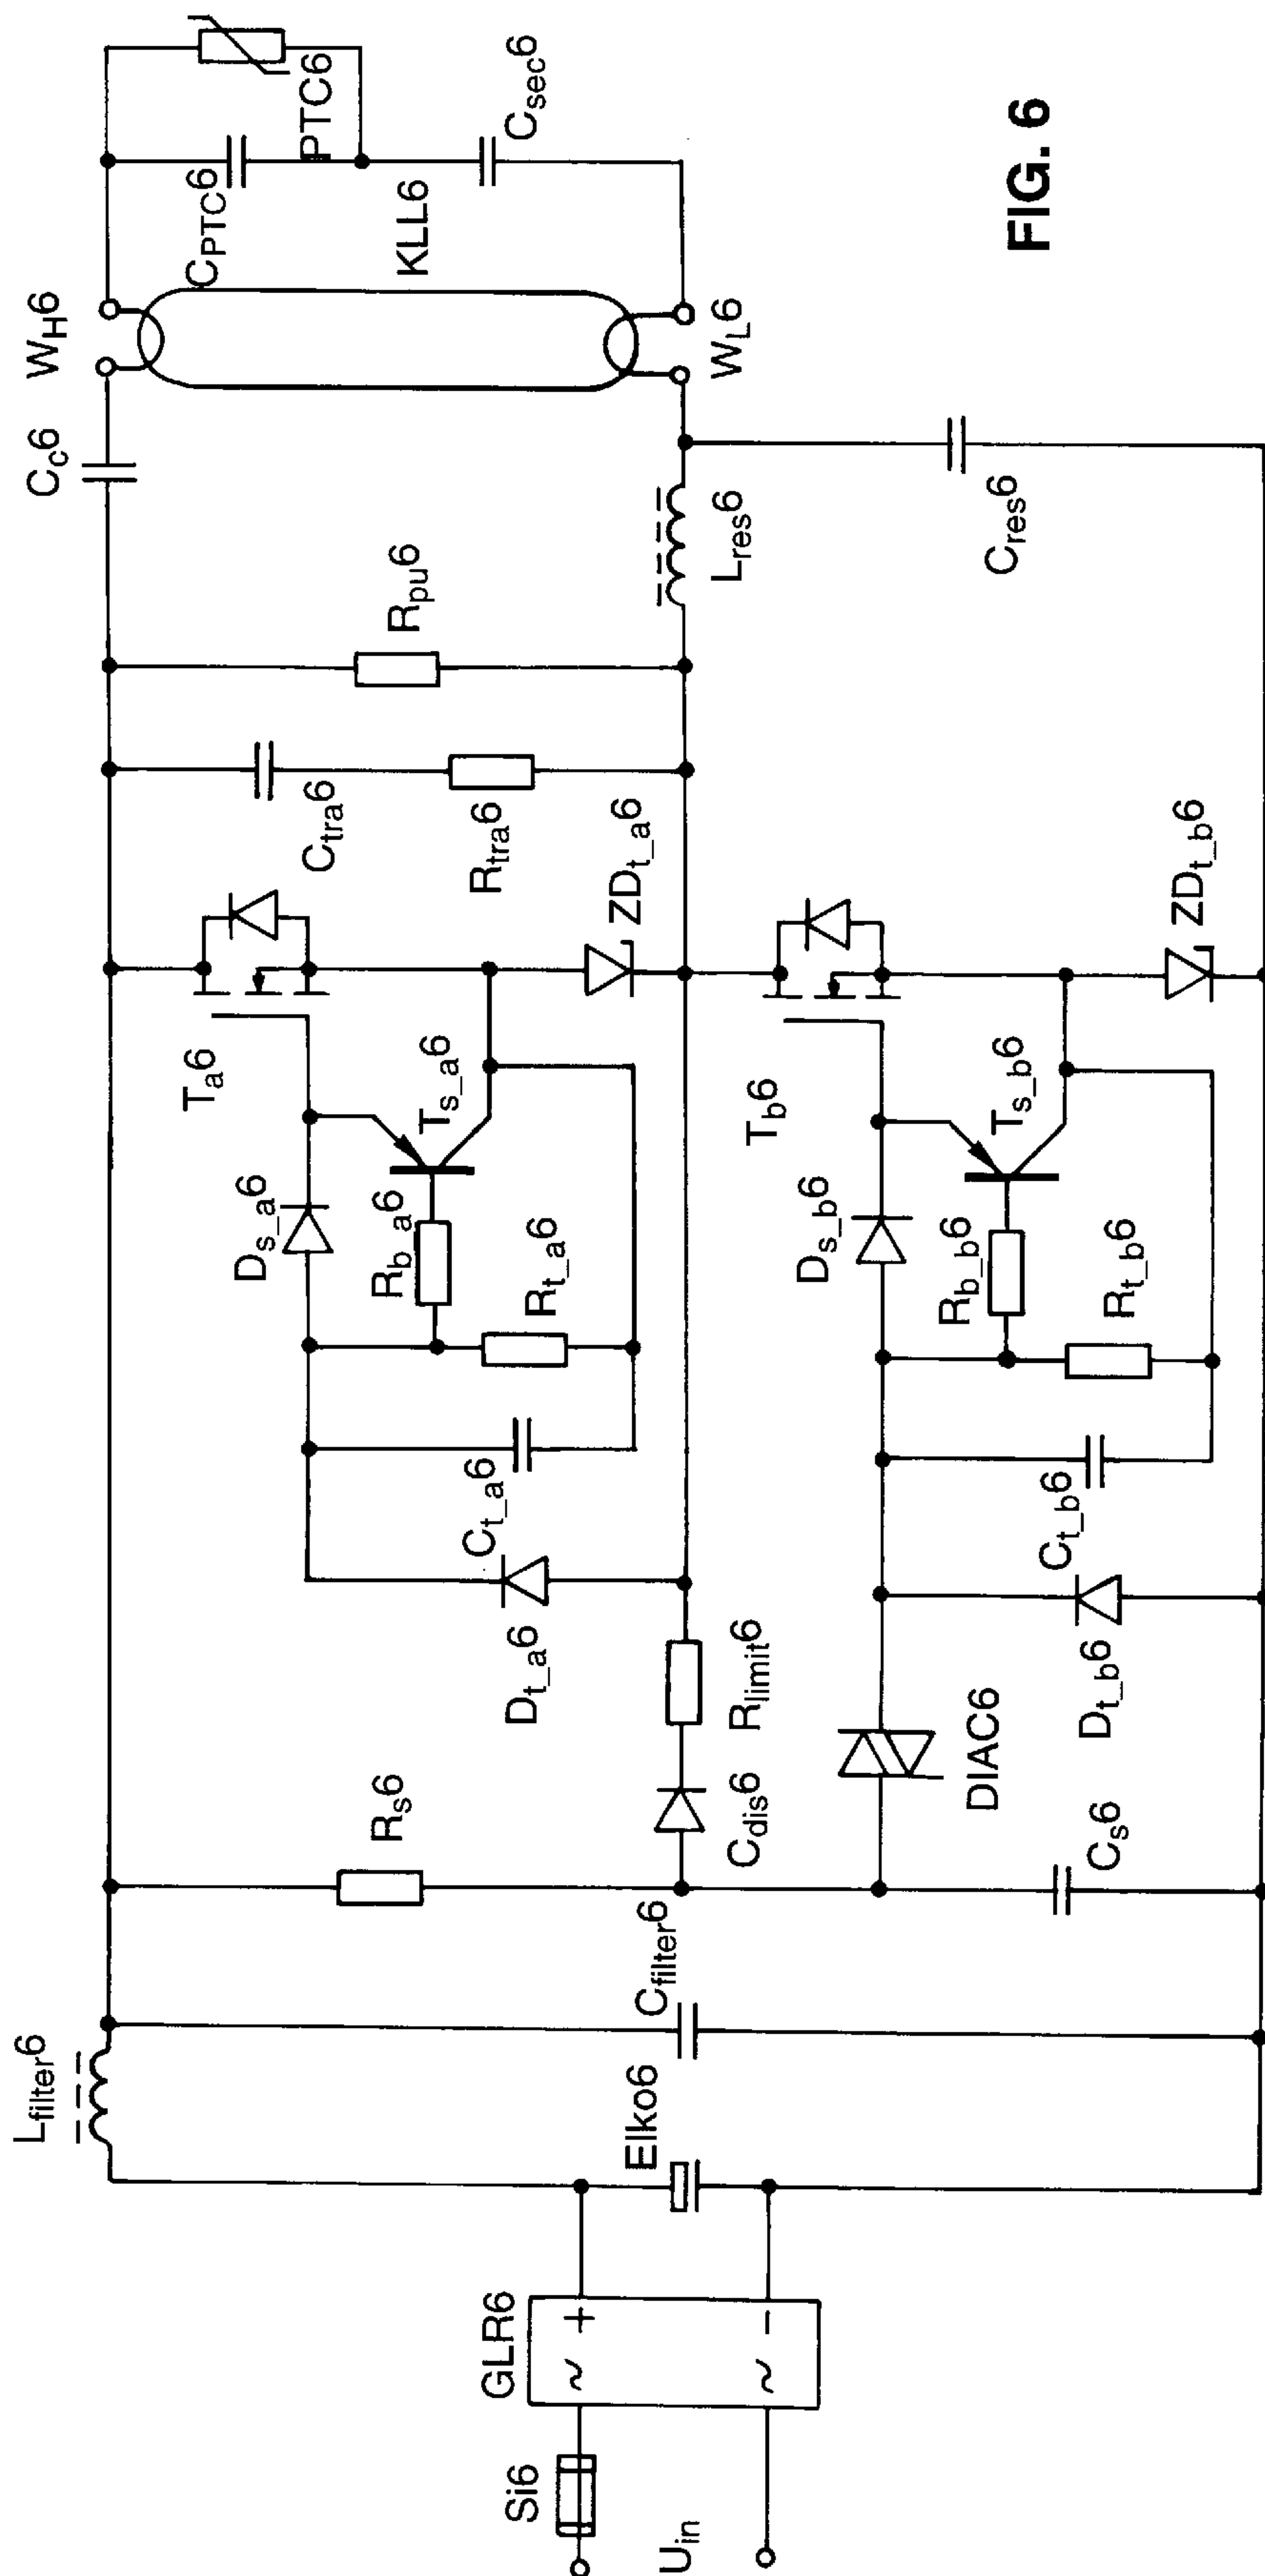 U_in
Si6
GLR6
~ +
~ −
Elko6
L_filter6
C_filter6
R_s6
C_dis6
R_limit6
DIAC6
C_s6
D_t_a6
C_t_a6
D_s_a6
R_b_a6
R_t_a6
T_a6
T_s_a6
ZD_t_a6
D_t_b6
C_t_b6
D_s_b6
R_b_b6
R_t_b6
T_b6
T_s_b6
ZD_t_b6
C_tra6
R_tra6
R_pu6
L_res6
C_res6
C_c6
W_H6
W_L6
KLL6
C_PTC6
PTC6
C_sec6
FIG. 6